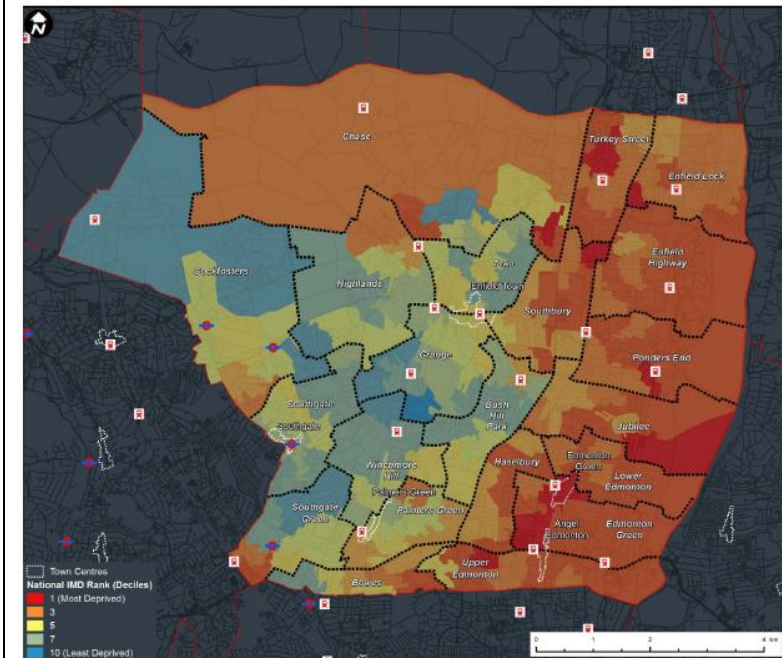 N
Chase
Turkey Street
Enfield Lock
Cockfosters
Highlands
Town
Enfield Town
Enfield Highway
Southbury
Grange
Ponders End
Southgate
Southgate
Bush Hill Park
Jubilee
Winchmore Hill
Haselbury
Edmonton Green
Lower Edmonton
Palmers Green
Palmers Green
Southgate Green
Angel Edmonton
Edmonton Green
Upper Edmonton
Bowes
Town Centres
National IMD Rank (Deciles)
1 (Most Deprived)
3
5
7
10 (Least Deprived)
0 1 2 4 km